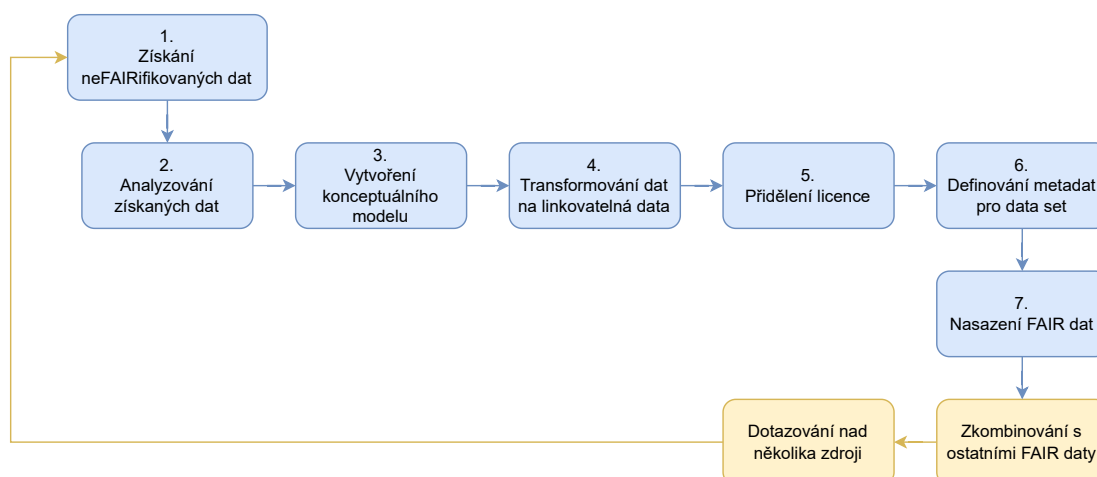 1.
Získání
neFAIRifikovaných dat
2.
Analyzování
získaných dat
3.
Vytvoření
konceptuálního
modelu
4.
Transformování dat
na linkovatelná data
5.
Přidělení licence
6.
Definování metadat
pro data set
7.
Nasazení FAIR dat
Zkombinování s
ostatními FAIR daty
Dotazování nad
několika zdroji